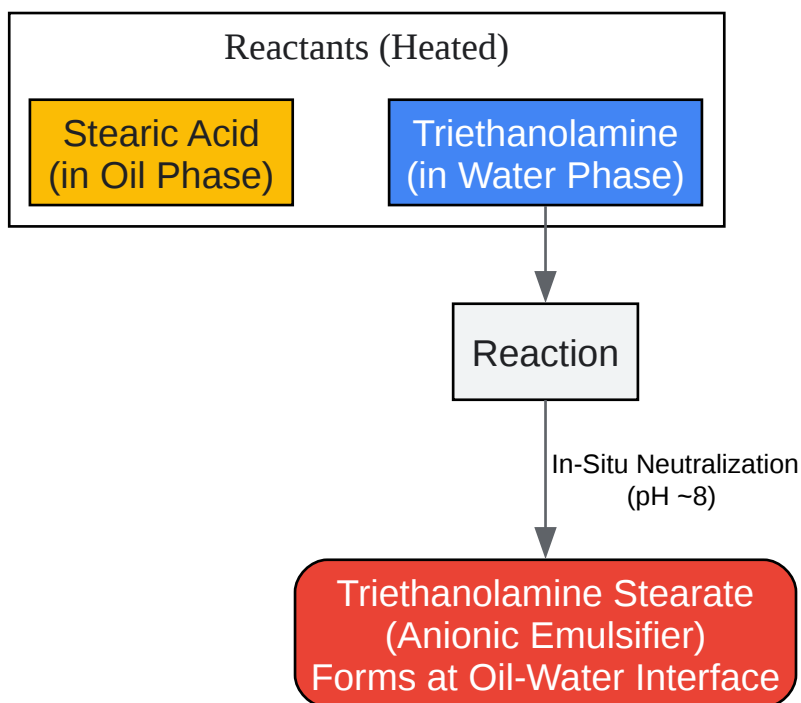 Reactants (Heated)
Stearic Acid
(in Oil Phase)
Triethanolamine
(in Water Phase)
Reaction
In-Situ Neutralization
(pH ~8)
Triethanolamine Stearate
(Anionic Emulsifier)
Forms at Oil-Water Interface